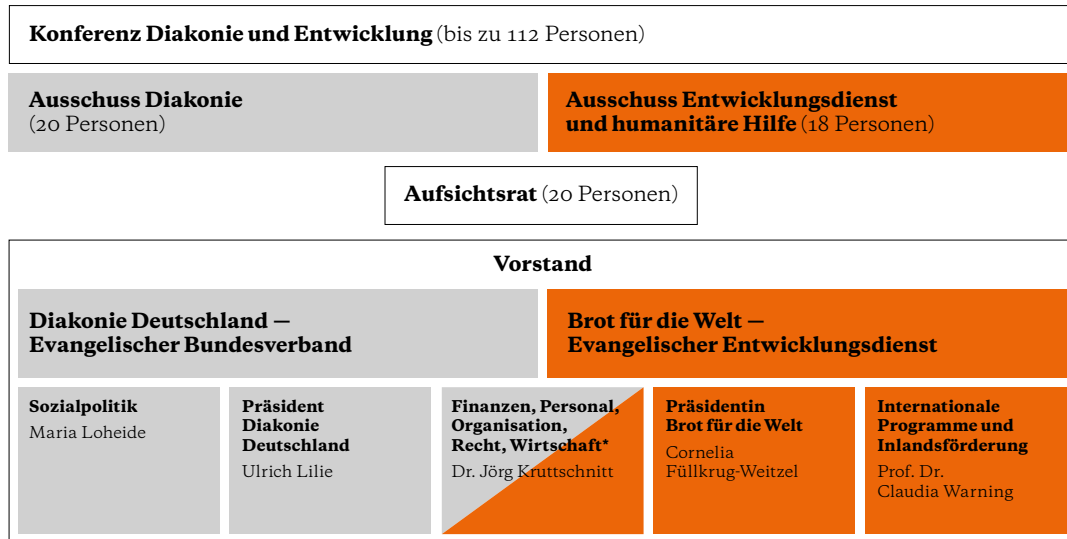 Konferenz Diakonie und Entwicklung (bis zu 112 Personen)
Ausschuss Diakonie
(20 Personen)
Ausschuss Entwicklungsdienst
und humanitäre Hilfe (18 Personen)
Aufsichtsrat (20 Personen)
Vorstand
Diakonie Deutschland —
Evangelischer Bundesverband
Brot für die Welt —
Evangelischer Entwicklungsdienst
Sozialpolitik
Maria Loheide
Präsident
Diakonie
Deutschland
Ulrich Lilie
Finanzen, Personal,
Organisation,
Recht, Wirtschaft*
Dr. Jörg Kruttschnitt
Präsidentin
Brot für die Welt
Cornelia
Füllkrug-Weitzel
Internationale
Programme und
Inlandsförderung
Prof. Dr.
Claudia Warning